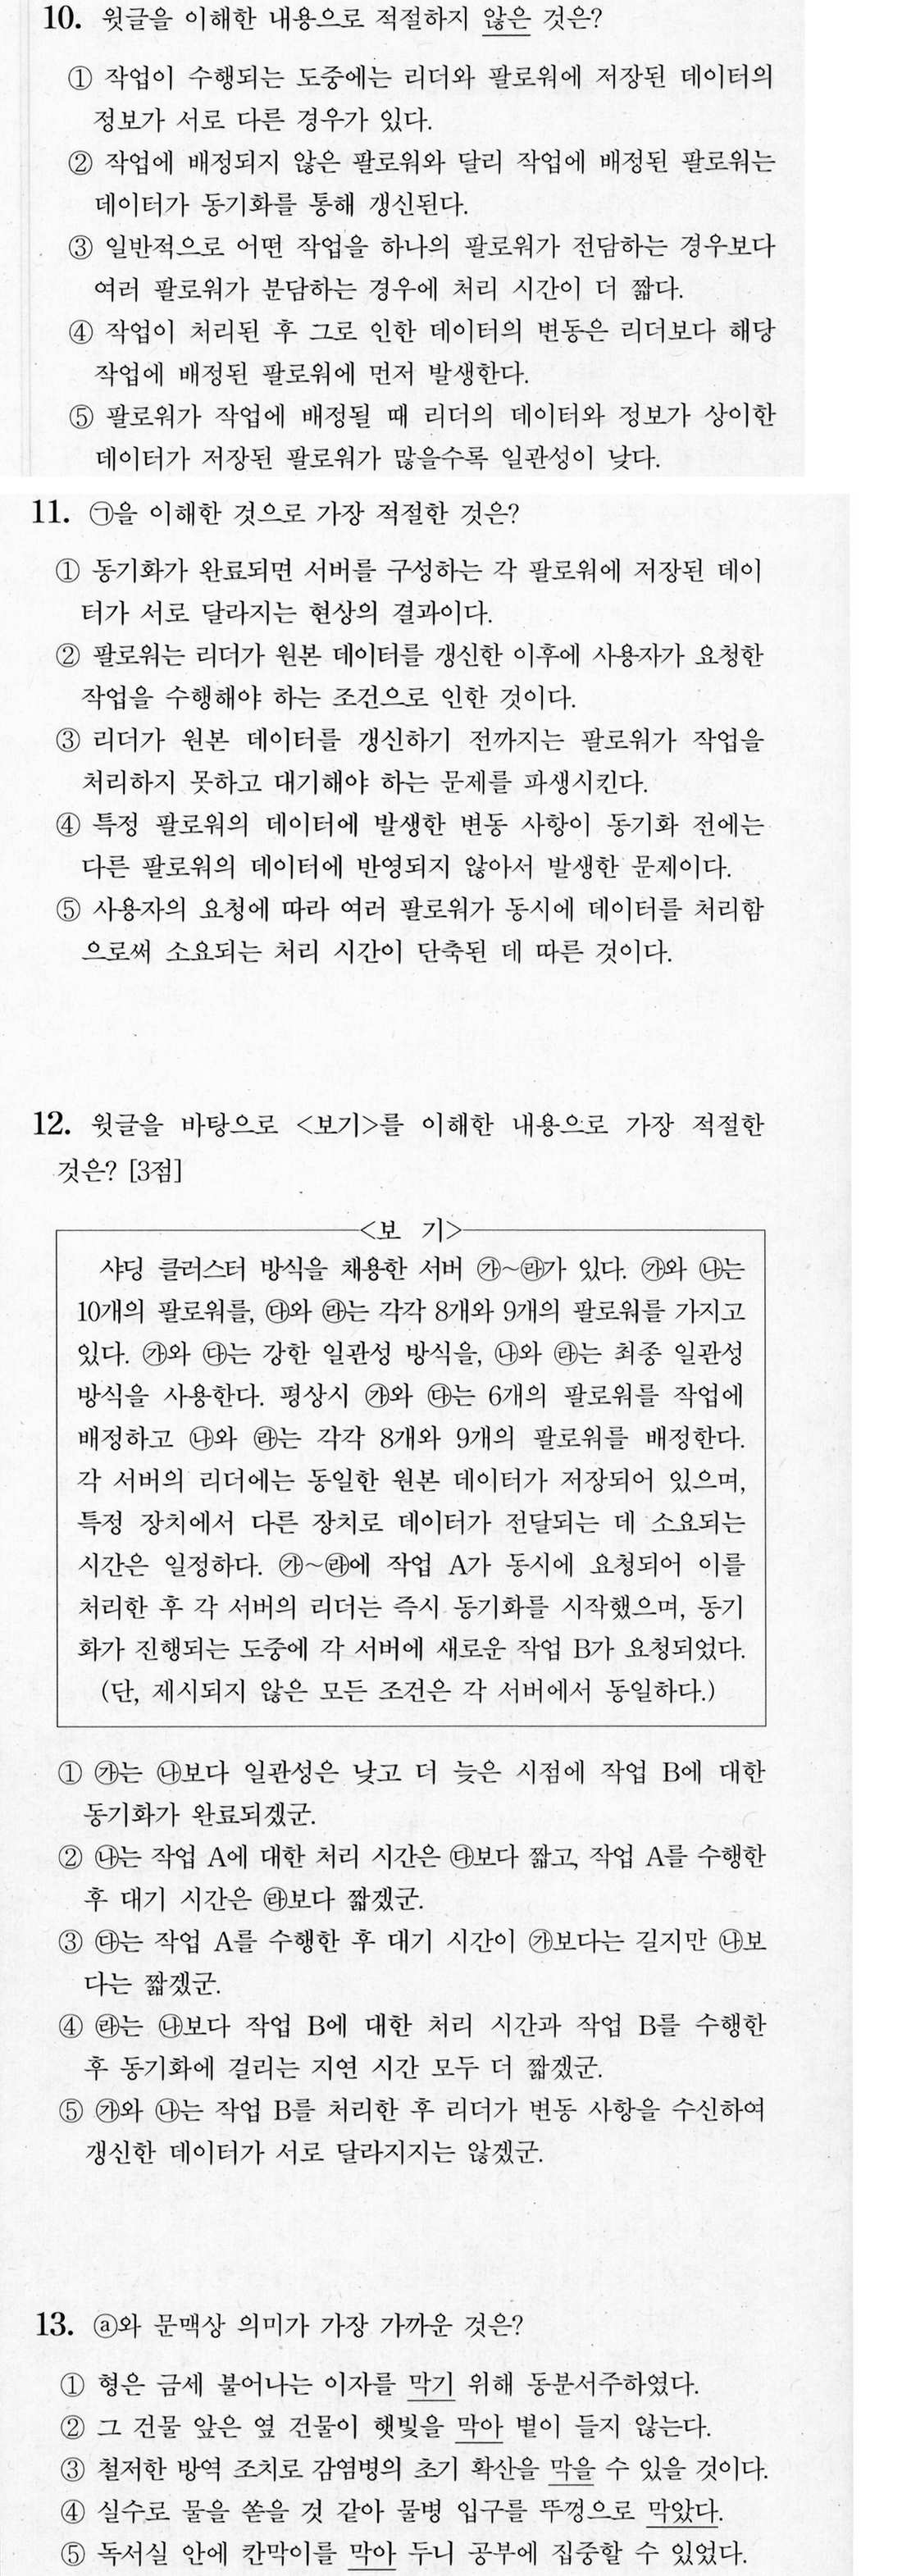 10. 윗글을 이해한 내용으로 적절하지 않은 것은?
① 작업이 수행되는 도중에는 리더와 팔로워에 저장된 데이터의
정보가 서로 다른 경우가 있다.
② 작업에 배정되지 않은 팔로워와 달리 작업에 배정된 팔로워는
데이터가 동기화를 통해 갱신된다.
③ 일반적으로 어떤 작업을 하나의 팔로워가 전담하는 경우보다
여러 팔로워가 분담하는 경우에 처리 시간이 더 짧다.
④ 작업이 처리된 후 그로 인한 데이터의 변동은 리더보다 해당
작업에 배정된 팔로워에 먼저 발생한다.
⑤ 팔로워가 작업에 배정될 때 리더의 데이터와 정보가 상이한
데이터가 저장된 팔로워가 많을수록 일관성이 낮다.
11. ㉠을 이해한 것으로 가장 적절한 것은?
① 동기화가 완료되면 서버를 구성하는 각 팔로워에 저장된 데이
터가 서로 달라지는 현상의 결과이다.
② 팔로워는 리더가 원본 데이터를 갱신한 이후에 사용자가 요청한
작업을 수행해야 하는 조건으로 인한 것이다.
③ 리더가 원본 데이터를 갱신하기 전까지는 팔로워가 작업을
처리하지 못하고 대기해야 하는 문제를 파생시킨다.
④ 특정 팔로워의 데이터에 발생한 변동 사항이 동기화 전에는
다른 팔로워의 데이터에 반영되지 않아서 발생한 문제이다.
⑤ 사용자의 요청에 따라 여러 팔로워가 동시에 데이터를 처리함
으로써 소요되는 처리 시간이 단축된 데 따른 것이다.
12. 윗글을 바탕으로 <보기>를 이해한 내용으로 가장 적절한
것은? [3점]
<보 기>
샤딩 클러스터 방식을 채용한 서버 ㉮~㉱가 있다. ㉮와 ㉯는
10개의 팔로워를, ㉰와 ㉱는 각각 8개와 9개의 팔로워를 가지고
있다. ㉮와 ㉰는 강한 일관성 방식을, ㉯와 ㉱는 최종 일관성
방식을 사용한다. 평상시 ㉮와 ㉰는 6개의 팔로워를 작업에
배정하고 ㉯와 ㉱는 각각 8개와 9개의 팔로워를 배정한다.
각 서버의 리더에는 동일한 원본 데이터가 저장되어 있으며,
특정 장치에서 다른 장치로 데이터가 전달되는 데 소요되는
시간은 일정하다. ㉮~㉱에 작업 A가 동시에 요청되어 이를
처리한 후 각 서버의 리더는 즉시 동기화를 시작했으며, 동기
화가 진행되는 도중에 각 서버에 새로운 작업 B가 요청되었다.
(단, 제시되지 않은 모든 조건은 각 서버에서 동일하다.)
① ㉮는 ㉯보다 일관성은 낮고 더 늦은 시점에 작업 B에 대한
동기화가 완료되겠군.
② ㉯는 작업 A에 대한 처리 시간은 ㉰보다 짧고, 작업 A를 수행한
후 대기 시간은 ㉱보다 짧겠군.
③ ㉰는 작업 A를 수행한 후 대기 시간이 ㉮보다는 길지만 ㉯보
다는 짧겠군.
④ ㉱는 ㉯보다 작업 B에 대한 처리 시간과 작업 B를 수행한
후 동기화에 걸리는 지연 시간 모두 더 짧겠군.
⑤ ㉮와 ㉯는 작업 B를 처리한 후 리더가 변동 사항을 수신하여
갱신한 데이터가 서로 달라지지는 않겠군.
13. ⓐ와 문맥상 의미가 가장 가까운 것은?
① 형은 금세 불어나는 이자를 막기 위해 동분서주하였다.
② 그 건물 앞은 옆 건물이 햇빛을 막아 볕이 들지 않는다.
③ 철저한 방역 조치로 감염병의 초기 확산을 막을 수 있을 것이다.
④ 실수로 물을 쏟을 것 같아 물병 입구를 뚜껑으로 막았다.
⑤ 독서실 안에 칸막이를 막아 두니 공부에 집중할 수 있었다.